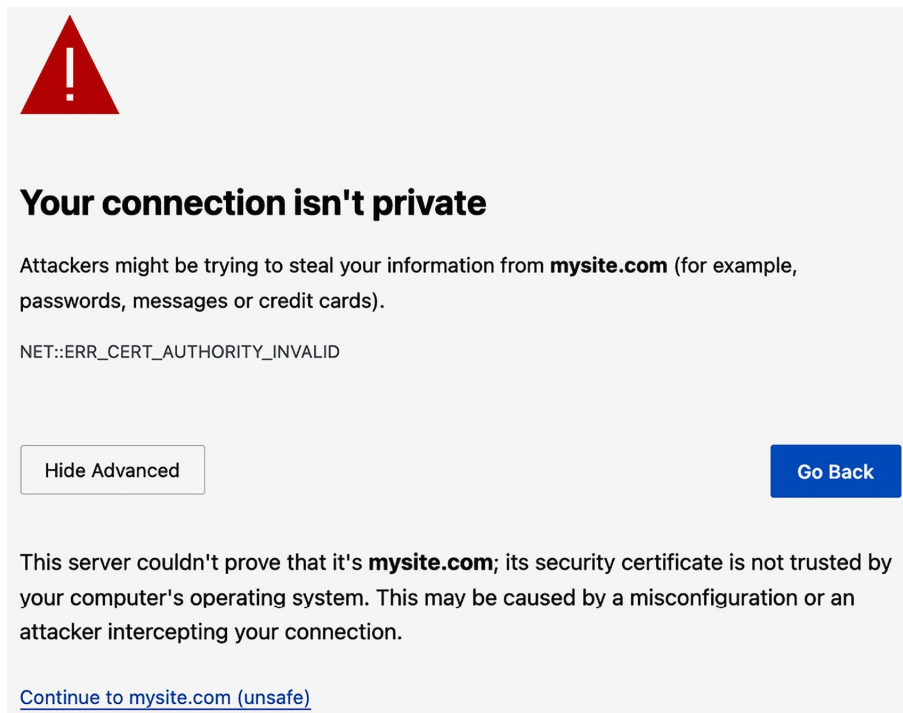 !
Your connection isn't private
Attackers might be trying to steal your information from mysite.com (for example,
passwords, messages or credit cards).
NET::ERR_CERT_AUTHORITY_INVALID
Hide Advanced
Go Back
This server couldn't prove that it's mysite.com; its security certificate is not trusted by
your computer's operating system. This may be caused by a misconfiguration or an
attacker intercepting your connection.
Continue to mysite.com (unsafe)